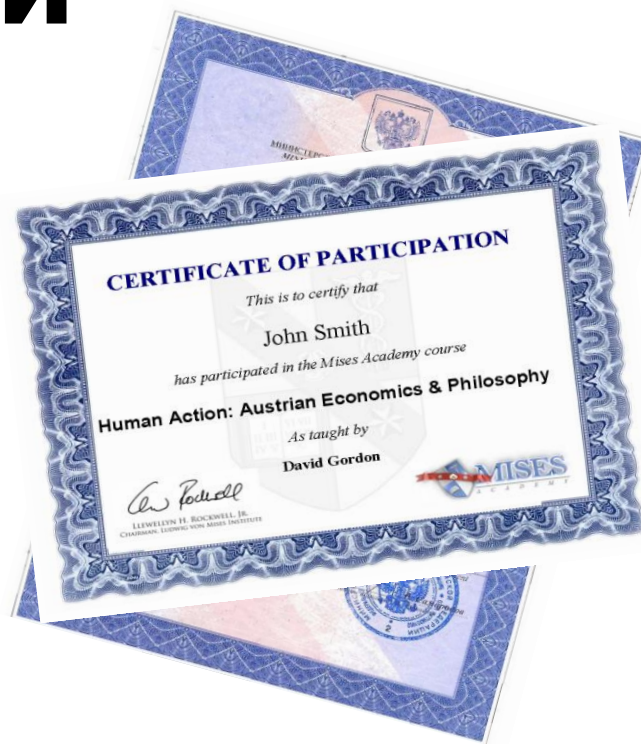 И
CERTIFICATE OF PARTICIPATION
This is to certify that
John Smith
has participated in the Mises Academy course
Human Action: Austrian Economics & Philosophy
As taught by
David Gordon
LLEWELLYN H. ROCKWELL, JR.
CHAIRMAN, LUDWIG VON MISES INSTITUTE
MISES
ACADEMY